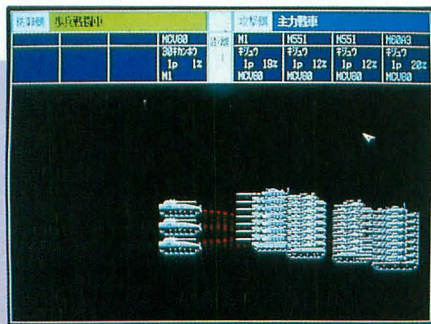 防御側 歩兵戦闘車 攻撃側 主力戦車
MCV80 距離 M1 M551 M551 M60A3
30ﾐﾘｶﾝﾎｳ ｷｼﾞｭｳ ｷｼﾞｭｳ ｷｼﾞｭｳ ｷｼﾞｭｳ
1p 1% 1p 19% 1p 12% 1p 12% 1p 20%
M1 MCV80 MCV80 MCV80 MCV80